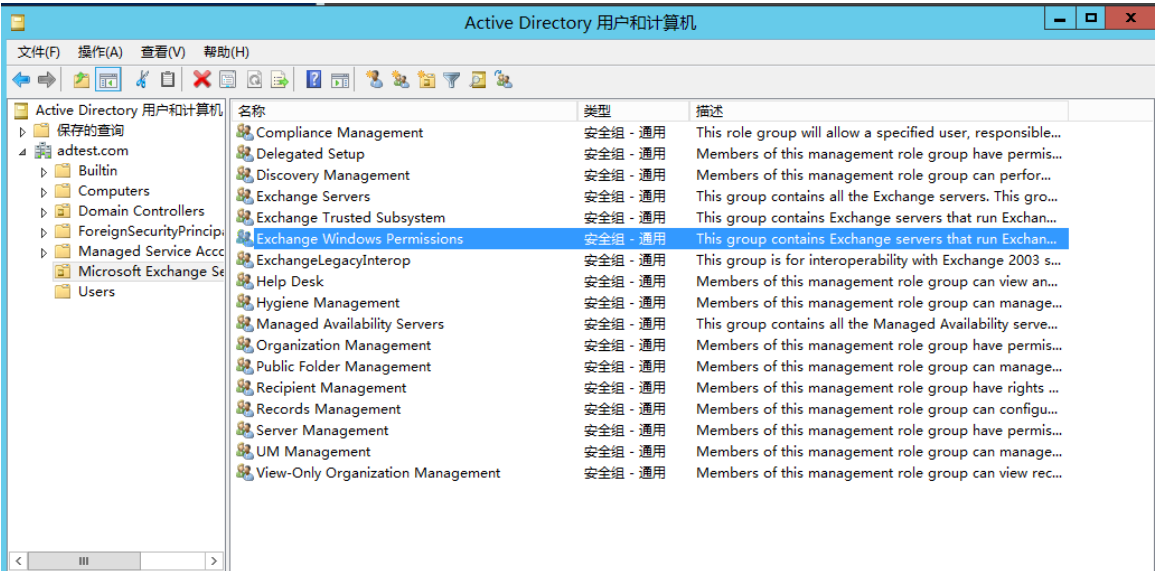 Active Directory 用户和计算机
文件(F) 操作(A) 查看(V) 帮助(H)
Active Directory 用户和计算机
保存的查询
adtest.com
Builtin
Computers
Domain Controllers
ForeignSecurityPrincip
Managed Service Acco
Microsoft Exchange Se
Users
名称 类型 描述
Compliance Management 安全组 - 通用 This role group will allow a specified user, responsible...
Delegated Setup 安全组 - 通用 Members of this management role group have permis...
Discovery Management 安全组 - 通用 Members of this management role group can perfor...
Exchange Servers 安全组 - 通用 This group contains all the Exchange servers. This gro...
Exchange Trusted Subsystem 安全组 - 通用 This group contains Exchange servers that run Exchan...
Exchange Windows Permissions 安全组 - 通用 This group contains Exchange servers that run Exchan...
ExchangeLegacyInterop 安全组 - 通用 This group is for interoperability with Exchange 2003 s...
Help Desk 安全组 - 通用 Members of this management role group can view an...
Hygiene Management 安全组 - 通用 Members of this management role group can manage...
Managed Availability Servers 安全组 - 通用 This group contains all the Managed Availability serve...
Organization Management 安全组 - 通用 Members of this management role group have permis...
Public Folder Management 安全组 - 通用 Members of this management role group can manage...
Recipient Management 安全组 - 通用 Members of this management role group have rights ...
Records Management 安全组 - 通用 Members of this management role group can configu...
Server Management 安全组 - 通用 Members of this management role group have permis...
UM Management 安全组 - 通用 Members of this management role group can manage...
View-Only Organization Management 安全组 - 通用 Members of this management role group can view rec...